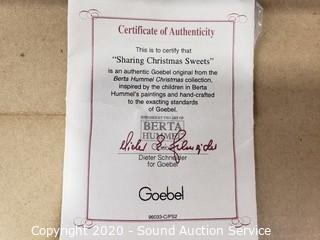 Certificate of Authenticity
This is to certify that
"Sharing Christmas Sweets"
is an authentic Goebel original from the
Berta Hummel Christmas collection,
inspired by the children in Berta
Hummel's paintings and hand-crafted
to the exacting standards
of Goebel.
BERTA
HUMMEL
Dieter Schneider
for Goebel
Goebel
96033-C/PS2
Copyright 2020 - Sound Auction Service